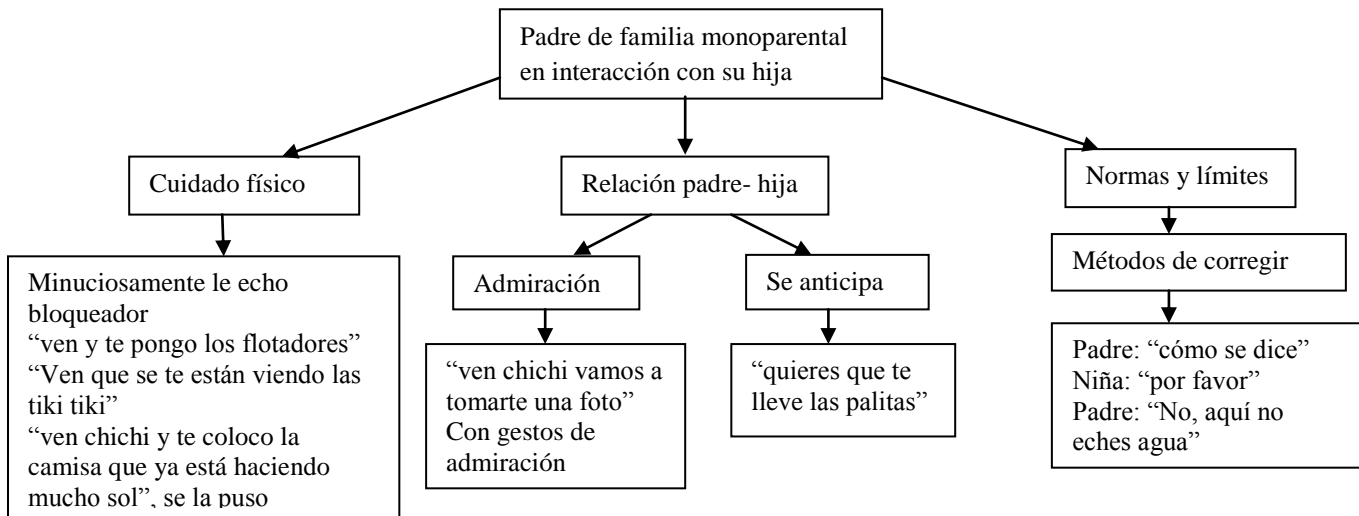 Padre de familia monoparental
en interacción con su hija
Cuidado físico
Relación padre- hija
Normas y límites
Minuciosamente le echo
bloqueador
“ven y te pongo los flotadores”
“Ven que se te están viendo las
tiki tiki”
“ven chichi y te coloco la
camisa que ya está haciendo
mucho sol”, se la puso
Admiración
Se anticipa
Métodos de corregir
“ven chichi vamos a
tomarte una foto”
Con gestos de
admiración
“quieres que te
lleve las palitas”
Padre: “cómo se dice”
Niña: “por favor”
Padre: “No, aquí no
eches agua”